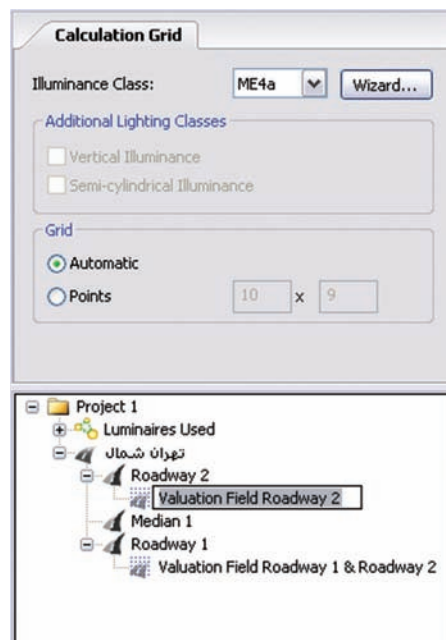 Calculation Grid
Illuminance Class: ME4a Wizard...
Additional Lighting Classes
Vertical Illuminance
Semi-cylindrical Illuminance
Grid
Automatic
Points 10 x 9
Project 1
Luminaires Used
تهران شمال
Roadway 2
Valuation Field Roadway 2
Median 1
Roadway 1
Valuation Field Roadway 1 & Roadway 2